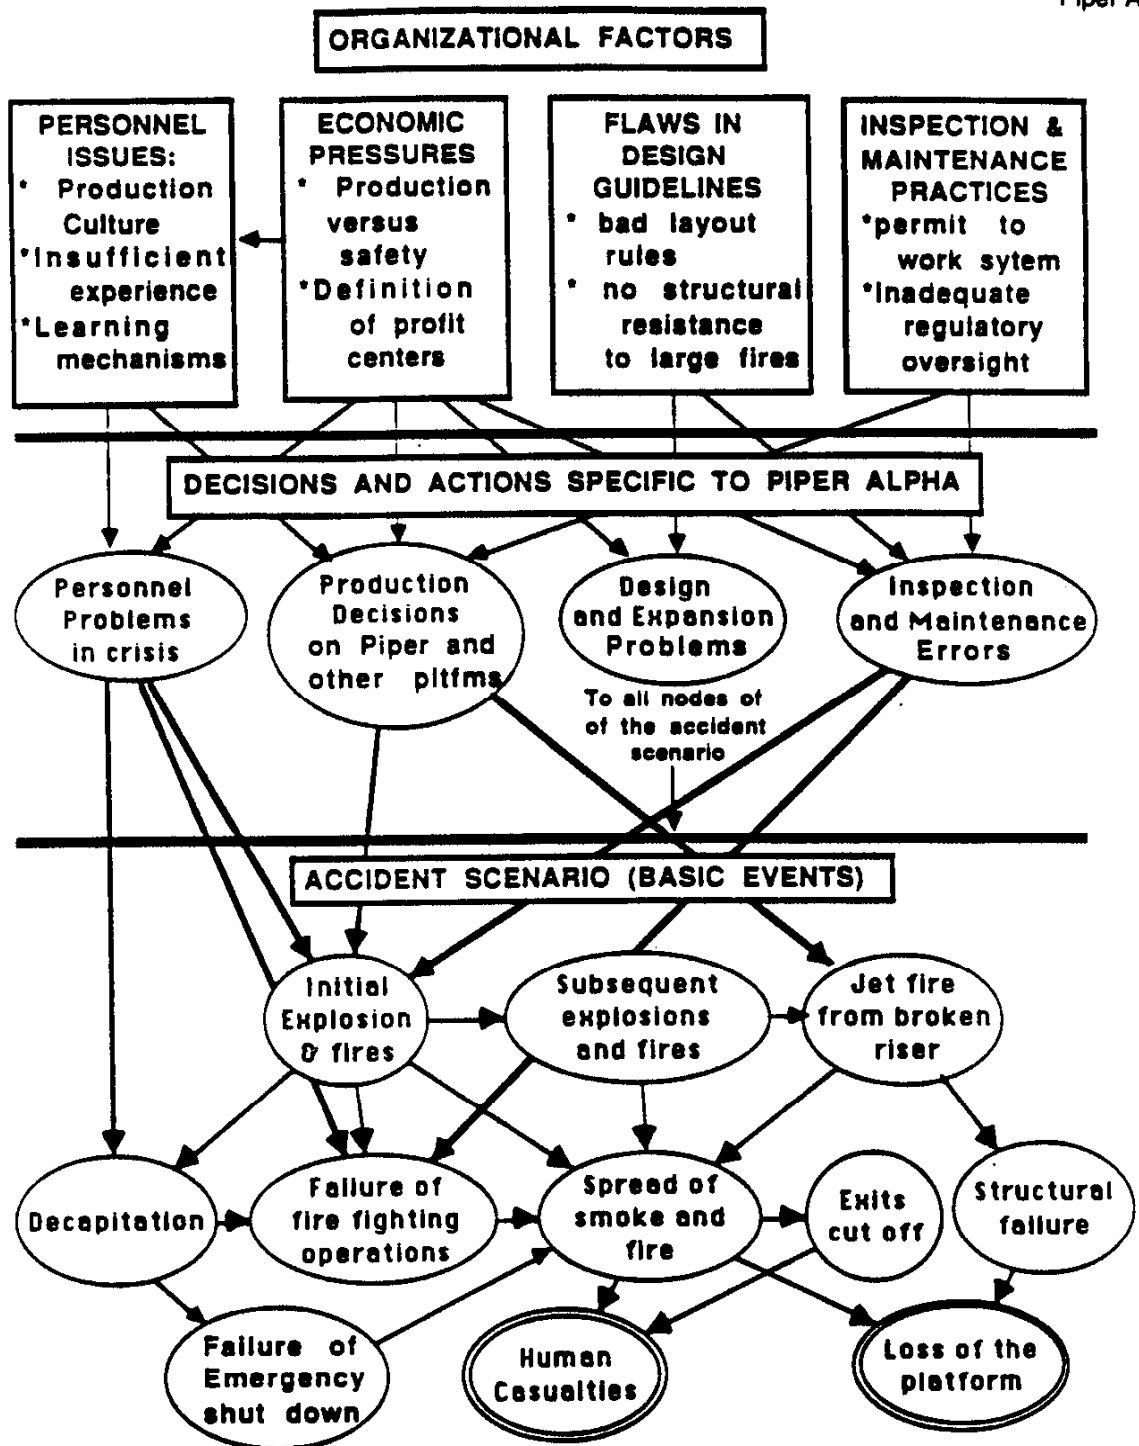 Piper A
ORGANIZATIONAL FACTORS
PERSONNEL
ISSUES:
* Production
Culture
*Insufficient
experience
*Learning
mechanisms
ECONOMIC
PRESSURES
* Production
versus
safety
*Definition
of profit
centers
FLAWS IN
DESIGN
GUIDELINES
* bad layout
rules
* no structural
resistance
to large fires
INSPECTION &
MAINTENANCE
PRACTICES
*permit to
work sytem
*Inadequate
regulatory
oversight
DECISIONS AND ACTIONS SPECIFIC TO PIPER ALPHA
Personnel
Problems
in crisis
Production
Decisions
on Piper and
other pltfms
Design
and Expansion
Problems
Inspection
and Maintenance
Errors
To all nodes of
of the accident
scenario
ACCIDENT SCENARIO (BASIC EVENTS)
Initial
Explosion
& fires
Subsequent
explosions
and fires
Jet fire
from broken
riser
Decapitation
Failure of
fire fighting
operations
Spread of
smoke and
fire
Exits
cut off
Structural
failure
Failure of
Emergency
shut down
Human
Casualties
Loss of the
platform